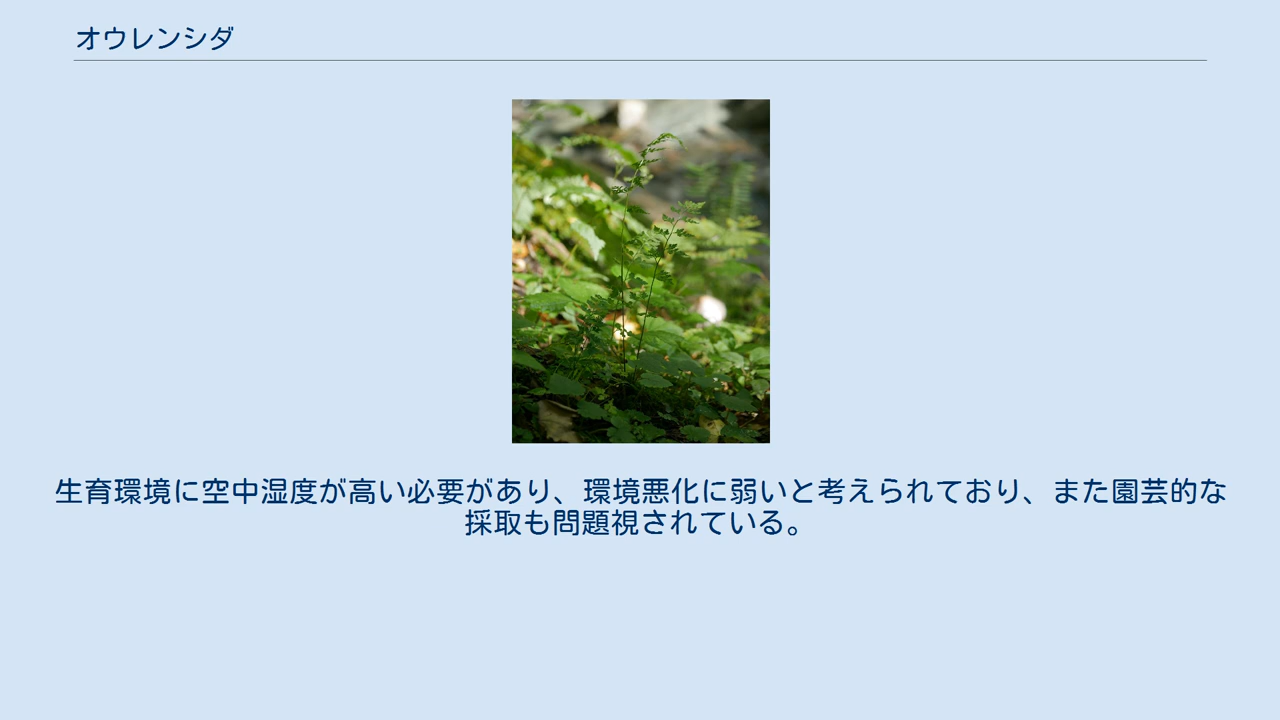 オウレンシダ
生育環境に空中湿度が高い必要があり、環境悪化に弱いと考えられており、また園芸的な
採取も問題視されている。